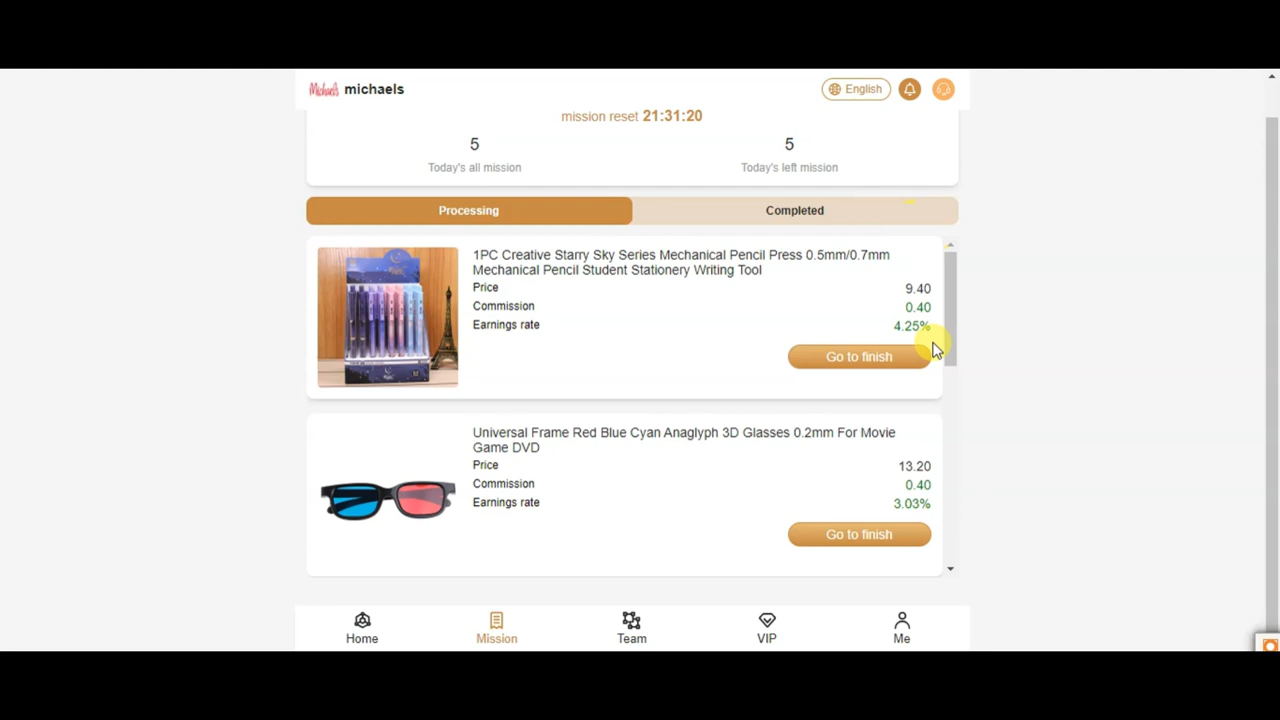 Michaels michaels
English
mission reset 21:31:20
5 5
Today's all mission Today's left mission
Processing Completed
1PC Creative Starry Sky Series Mechanical Pencil Press 0.5mm/0.7mm
Mechanical Pencil Student Stationery Writing Tool
Price 9.40
Commission 0.40
Earnings rate 4.25%
Go to finish
Universal Frame Red Blue Cyan Anaglyph 3D Glasses 0.2mm For Movie
Game DVD
Price 13.20
Commission 0.40
Earnings rate 3.03%
Go to finish
Home Mission Team VIP Me